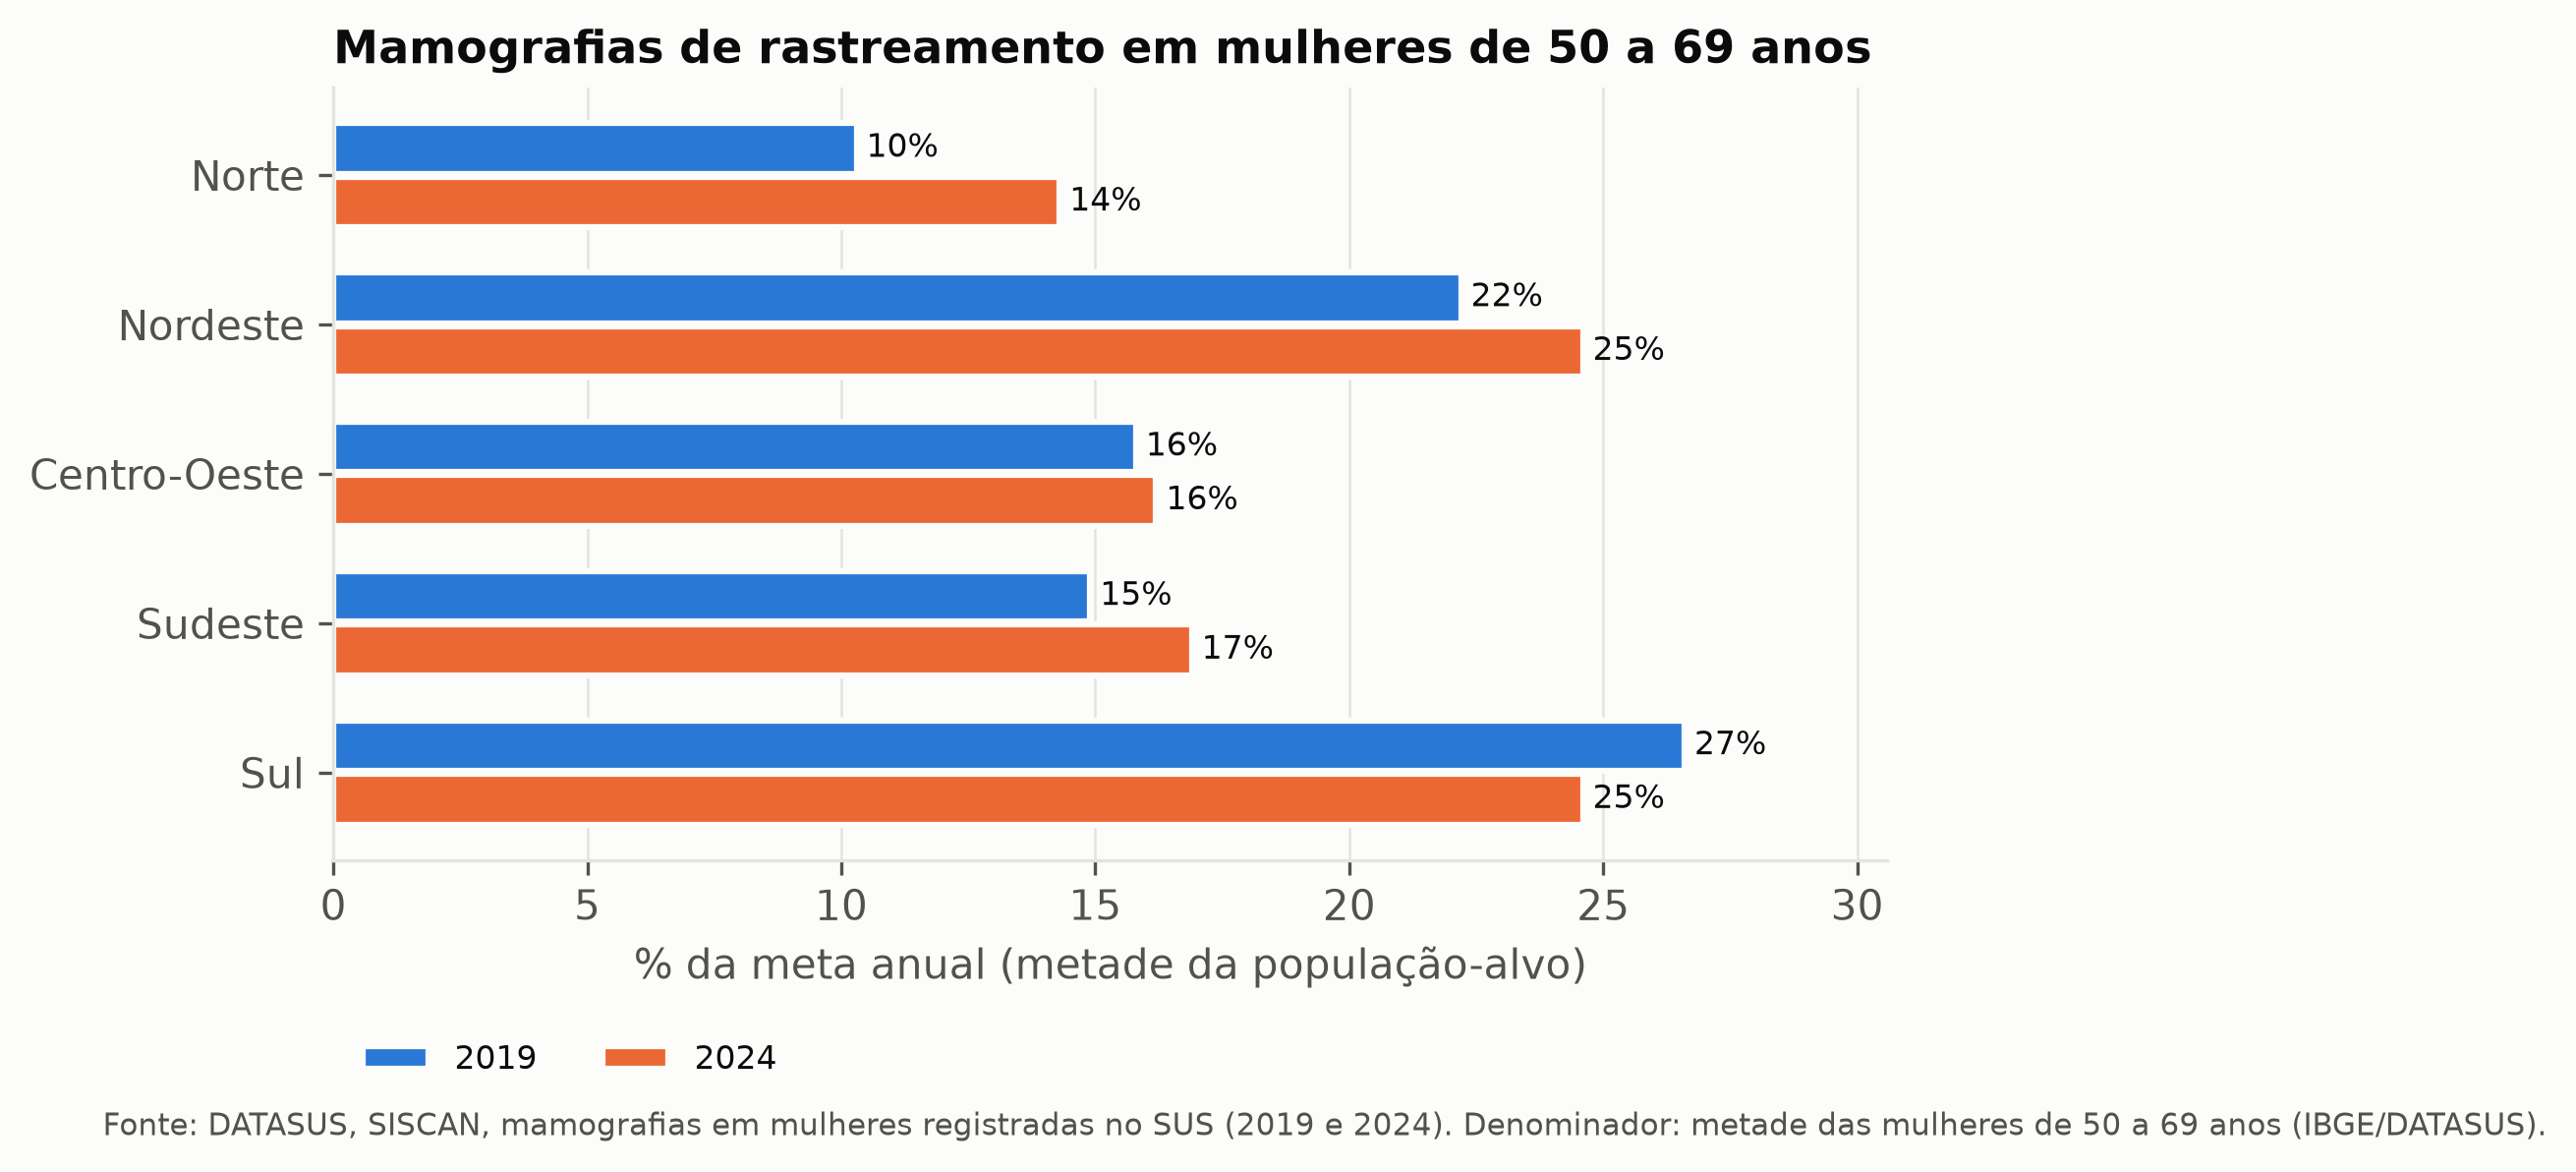 Mamografias de rastreamento em mulheres de 50 a 69 anos
Norte
10%
14%
Nordeste
22%
25%
Centro-Oeste
16%
16%
Sudeste
15%
17%
Sul
27%
25%
0 5 10 15 20 25 30
% da meta anual (metade da população-alvo)
2019 2024
Fonte: DATASUS, SISCAN, mamografias em mulheres registradas no SUS (2019 e 2024). Denominador: metade das mulheres de 50 a 69 anos (IBGE/DATASUS).